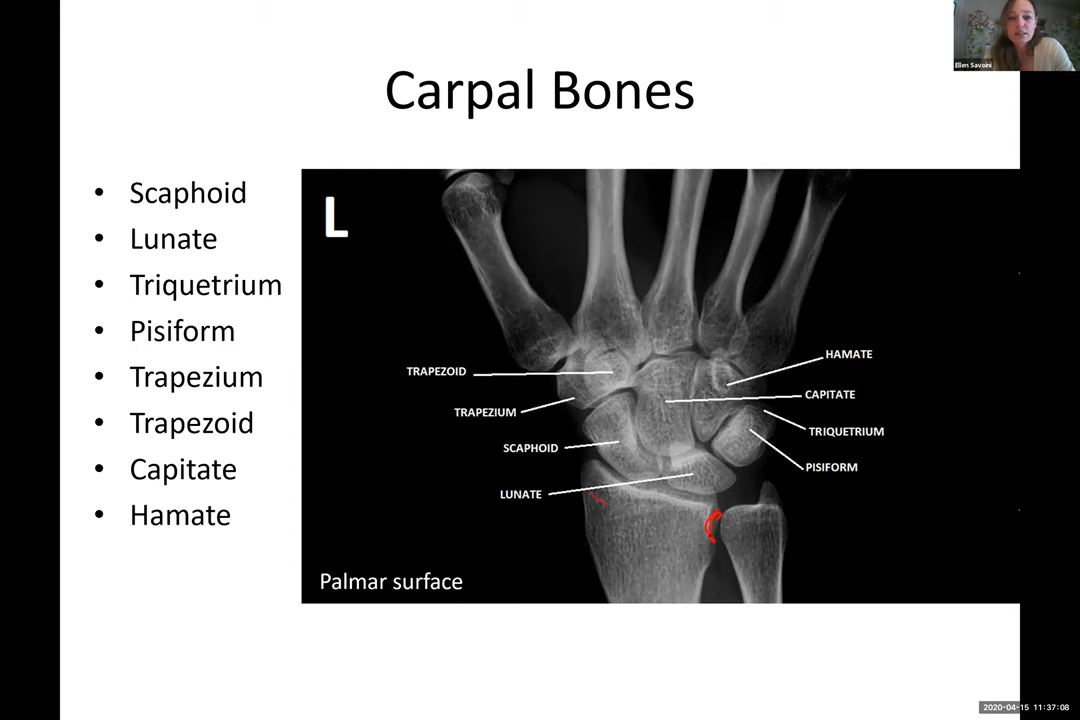 Ellen Savoini
Carpal Bones
• Scaphoid
• Lunate
• Triquetrium
• Pisiform
• Trapezium
• Trapezoid
• Capitate
• Hamate
L
TRAPEZOID
TRAPEZIUM
SCAPHOID
LUNATE
HAMATE
CAPITATE
TRIQUETRIUM
PISIFORM
Palmar surface
2020-04-15 11:37:08